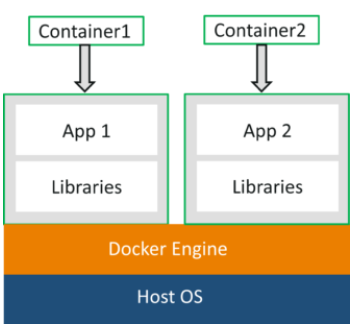 Container1
Container2
App 1
App 2
Libraries
Libraries
Docker Engine
Host OS